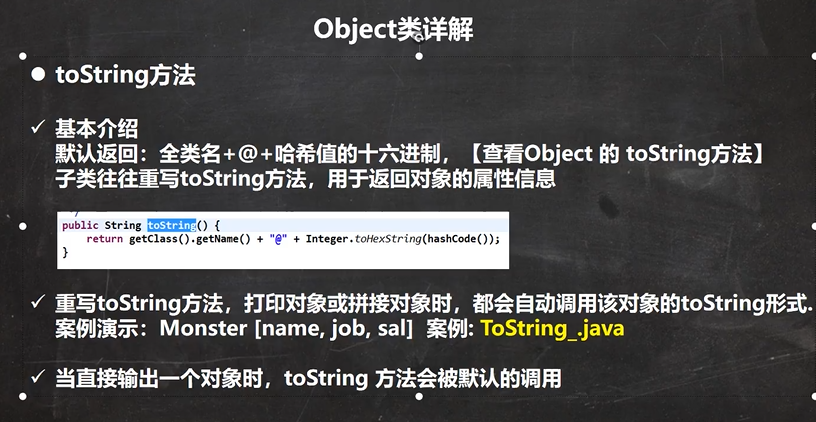 Object类详解
● toString方法
✓ 基本介绍
默认返回：全类名+@+哈希值的十六进制，【查看Object 的 toString方法】
子类往往重写toString方法，用于返回对象的属性信息
*/
public String toString() {
return getClass().getName() + "@" + Integer.toHexString(hashCode());
}
✓ 重写toString方法，打印对象或拼接对象时，都会自动调用该对象的toString形式.
案例演示：Monster [name, job, sal] 案例: ToString_.java
✓ 当直接输出一个对象时，toString 方法会被默认的调用